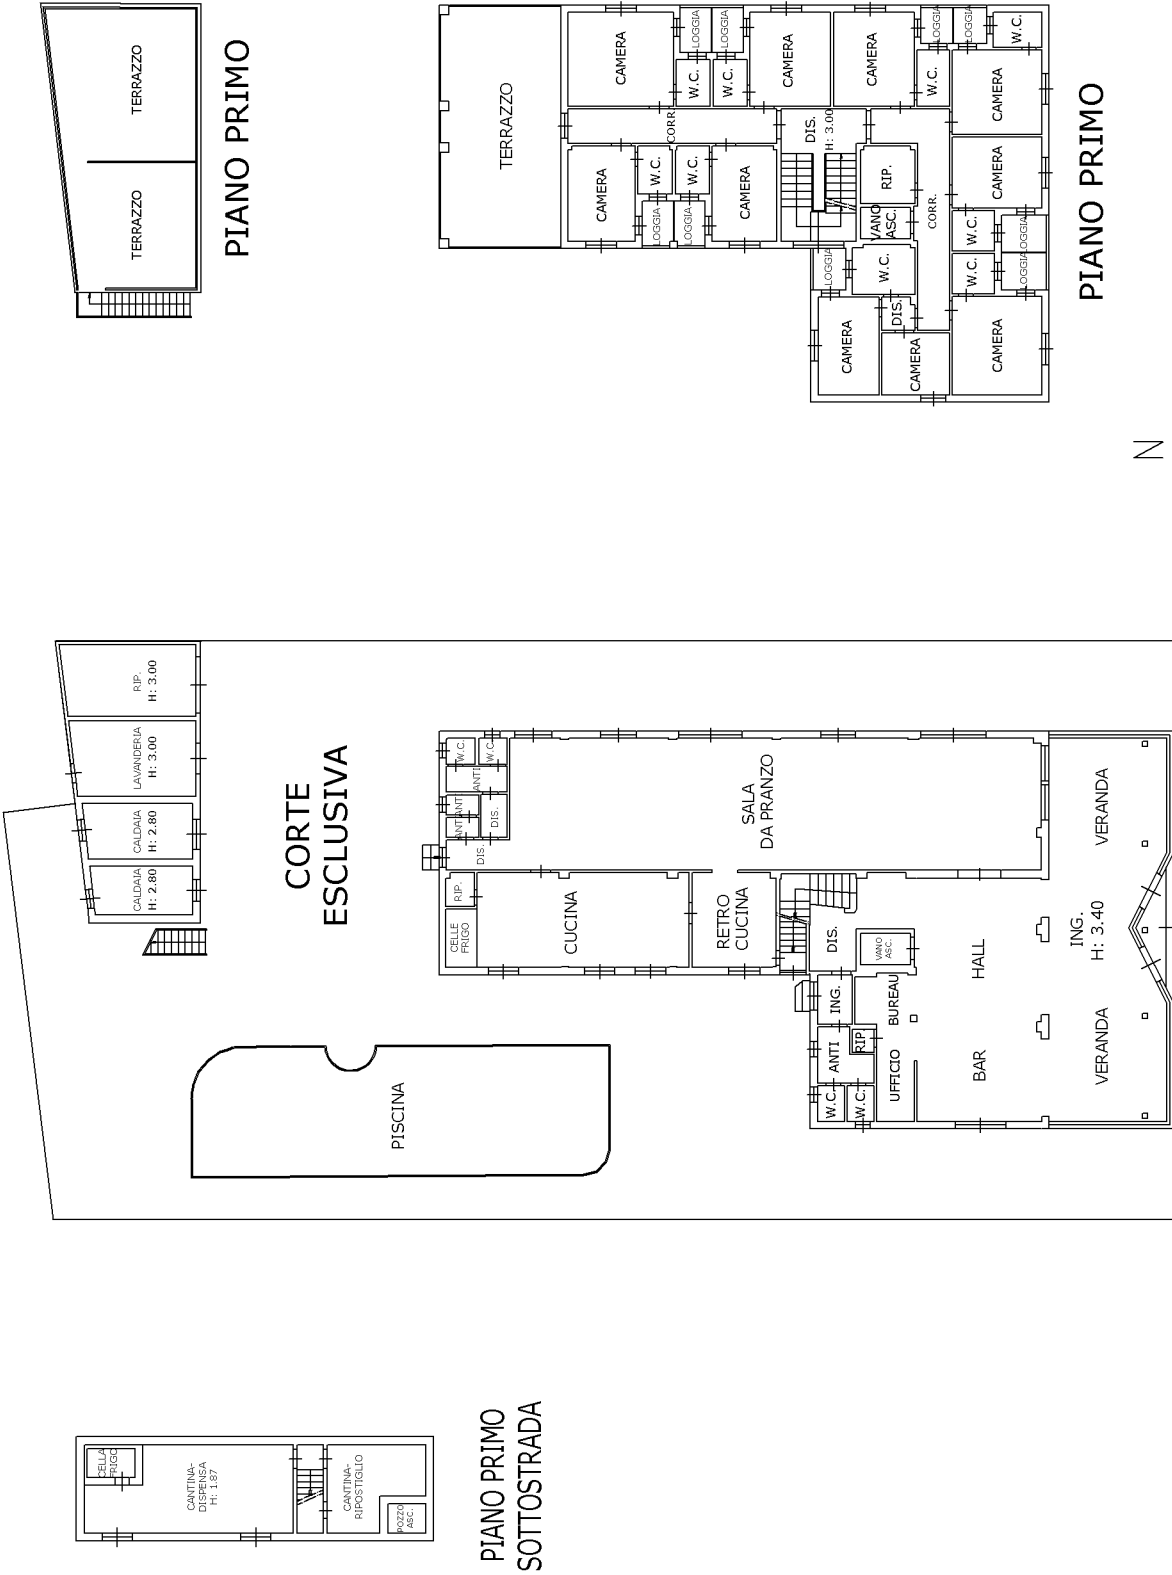 TERRAZZO
TERRAZZO
PIANO PRIMO
TERRAZZO
CAMERA
LOGGIA
LOGGIA
W.C.
W.C.
CAMERA
CAMERA
LOGGIA
LOGGIA
W.C.
W.C.
CAMERA
CORR.
DIS.
H: 3.00
CAMERA
W.C.
W.C.
LOGGIA
LOGGIA
CAMERA
RIP.
VANO
ASC.
CORR.
CAMERA
W.C.
W.C.
LOGGIA
LOGGIA
LOGGIA
W.C.
DIS.
CAMERA
CAMERA
CAMERA
PIANO PRIMO
N
RIP.
H: 3.00
LAVANDERIA
H: 3.00
CALDAIA
H: 2.80
CALDAIA
H: 2.80
CORTE
ESCLUSIVA
W.C.
W.C.
ANTI
ANTI
ANTI
DIS.
DIS.
SALA
DA PRANZO
RIP.
CELLE
FRIGO
CUCINA
RETRO
CUCINA
DIS.
VANO
ASC.
HALL
ING.
H: 3.40
VERANDA
VERANDA
ING.
BUREAU
ANTI
RIP.
UFFICIO
W.C.
W.C.
BAR
PISCINA
CELLA
FRIGO
CANTINA-
DISPENSA
H: 1.87
CANTINA-
RIPOSTIGLIO
POZZO
ASC.
PIANO PRIMO
SOTTOSTRADA